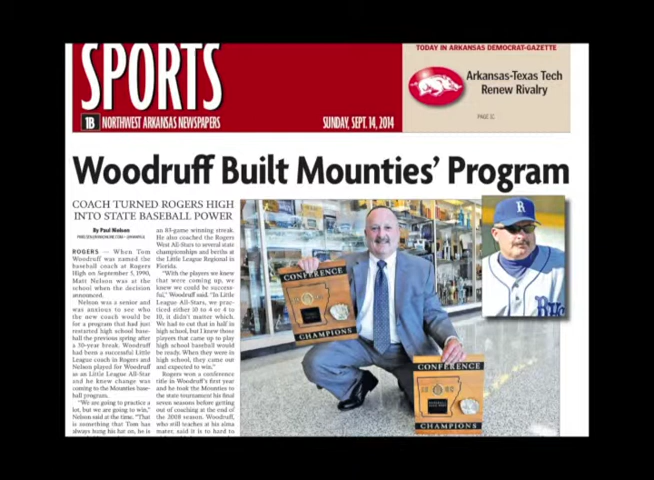 SPORTS
1B NORTHWEST ARKANSAS NEWSPAPERS
SUNDAY, SEPT. 14, 2014
TODAY IN ARKANSAS DEMOCRAT-GAZETTE
Arkansas-Texas Tech
Renew Rivalry
PAGE
Woodruff Built Mounties' Program
COACH TURNED ROGERS HIGH
INTO STATE BASEBALL POWER
By Paul Nielsen
ROGERS — When Tom
Woodruff was named the
baseball coach at Rogers
High on September 5, 1990,
Matt Nelson was at the
school when the decision
announced.
Nelson was a senior and
was anxious to see who
the new coach would be
for a program that had just
restarted high school base-
ball the previous spring after
a 30-year break. Woodruff
had been a successful Little
League coach in Rogers and
Nelson played for Woodruff
as an Little League All-Star
and he knew change was
coming to the Mounties base-
ball program.
"We are going to practice a
lot, but we are going to win,"
Nelson said at the time. "That
is something that Tom has
always hung his hat on, he is
an 83-game winning streak.
He also coached the Rogers
West All-Stars to several state
championships and berths at
the Little League Regional in
Florida.
"With the players we knew
that were coming up, we
knew we could be success-
ful," Woodruff said. "In Little
League All-Stars, we prac-
ticed either 10 to 4 or 4 to
10, it didn't matter which.
We had to cut that in half in
high school, but I knew those
players that came up to play
high school baseball would
be ready. When they were in
high school, they came out
and expected to win."
Rogers won a conference
title in Woodruff's first year
and he took the Mounties to
the state tournament his final
seven seasons before getting
out of coaching at the end of
the 2008 season. Woodruff,
who still teaches at his alma
mater, said it is to hard to
CONFERENCE
CHAMPIONS
CONFERENCE
CHAMPIONS
R